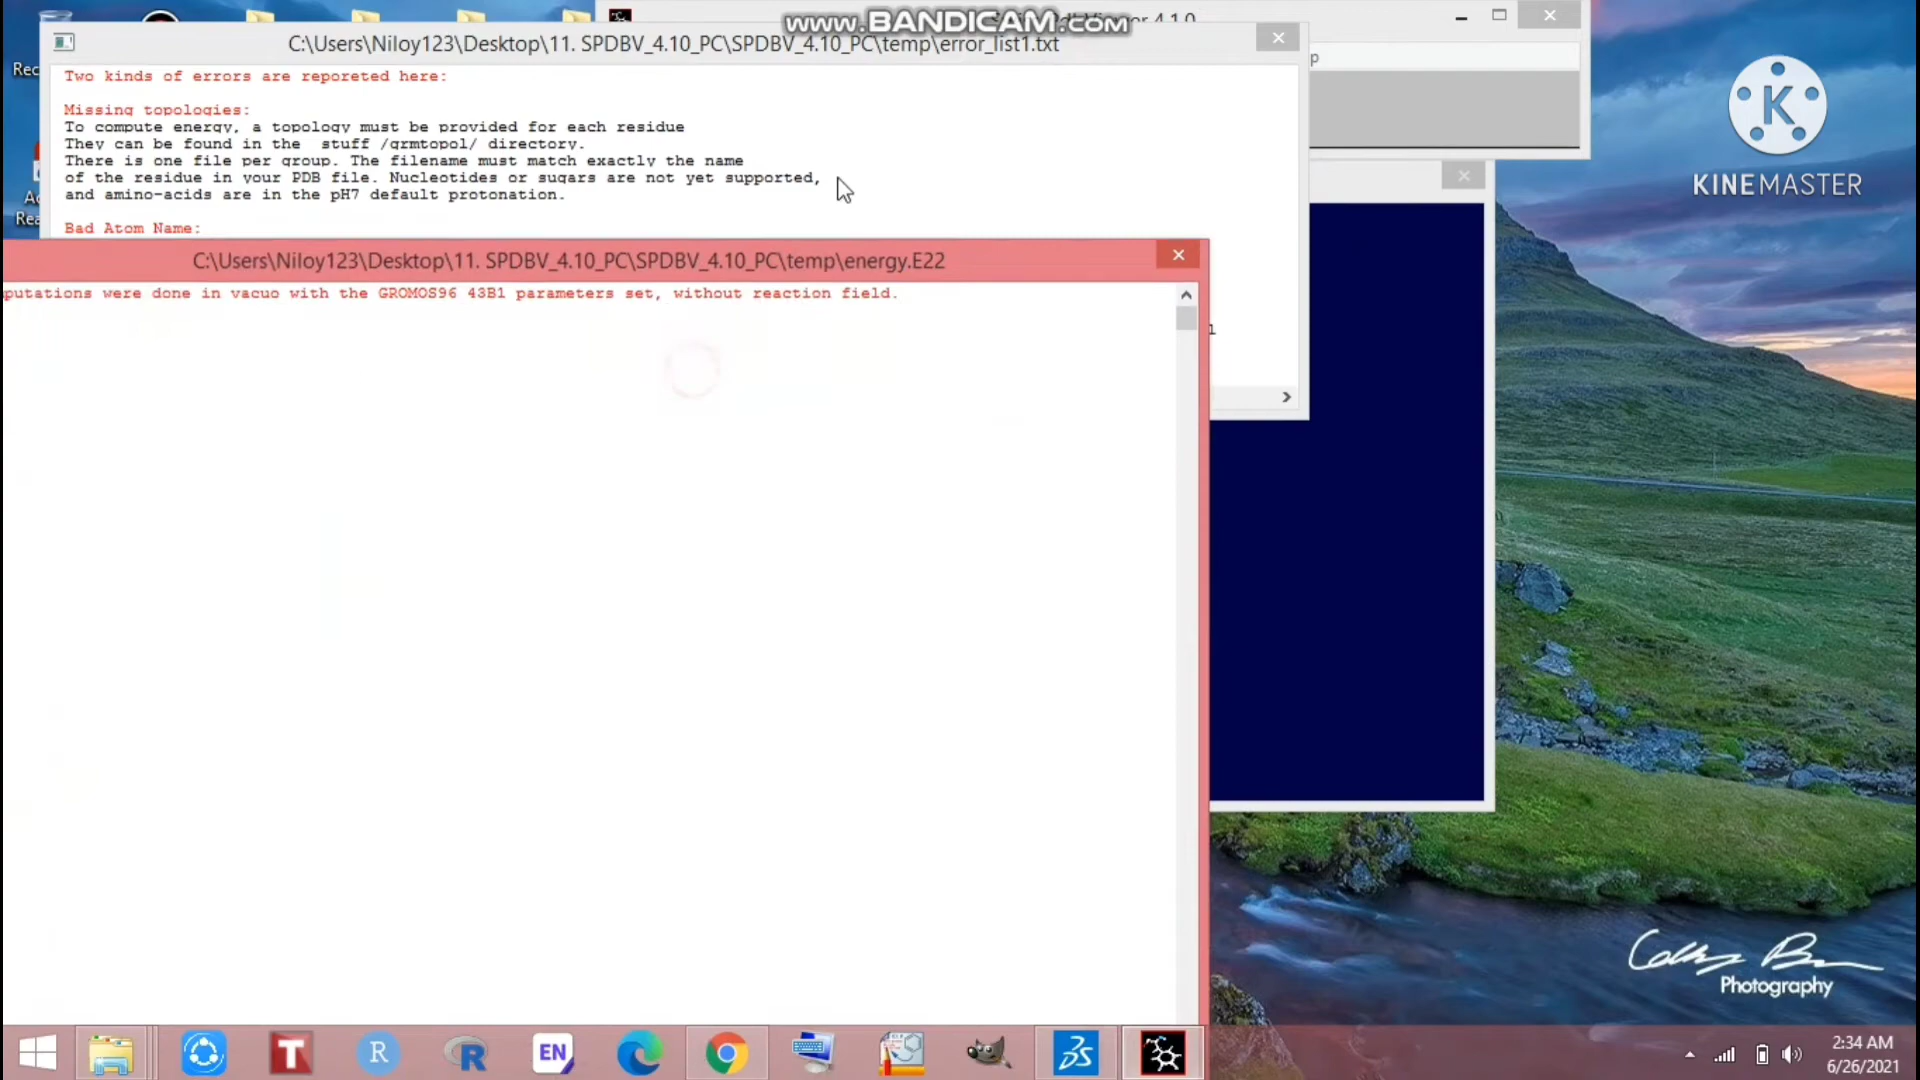 www.BANDICAM.com
4.1.0
C:\Users\Niloy123\Desktop\11. SPDBV_4.10_PC\SPDBV_4.10_PC\temp\error_list1.txt
Rec
p
Two kinds of errors are reporeted here:
Missing topologies:
To compute energy, a topology must be provided for each residue
They can be found in the stuff /grmtopol/ directory.
There is one file per group. The filename must match exactly the name
of the residue in your PDB file. Nucleotides or sugars are not yet supported,
and amino-acids are in the pH7 default protonation.
Bad Atom Name:
K
KINEMASTER
Rea
C:\Users\Niloy123\Desktop\11. SPDBV_4.10_PC\SPDBV_4.10_PC\temp\energy.E22
putations were done in vacuo with the GROMOS96 43B1 parameters set, without reaction field.
Photography
T
R
R
EN
2:34 AM
6/26/2021